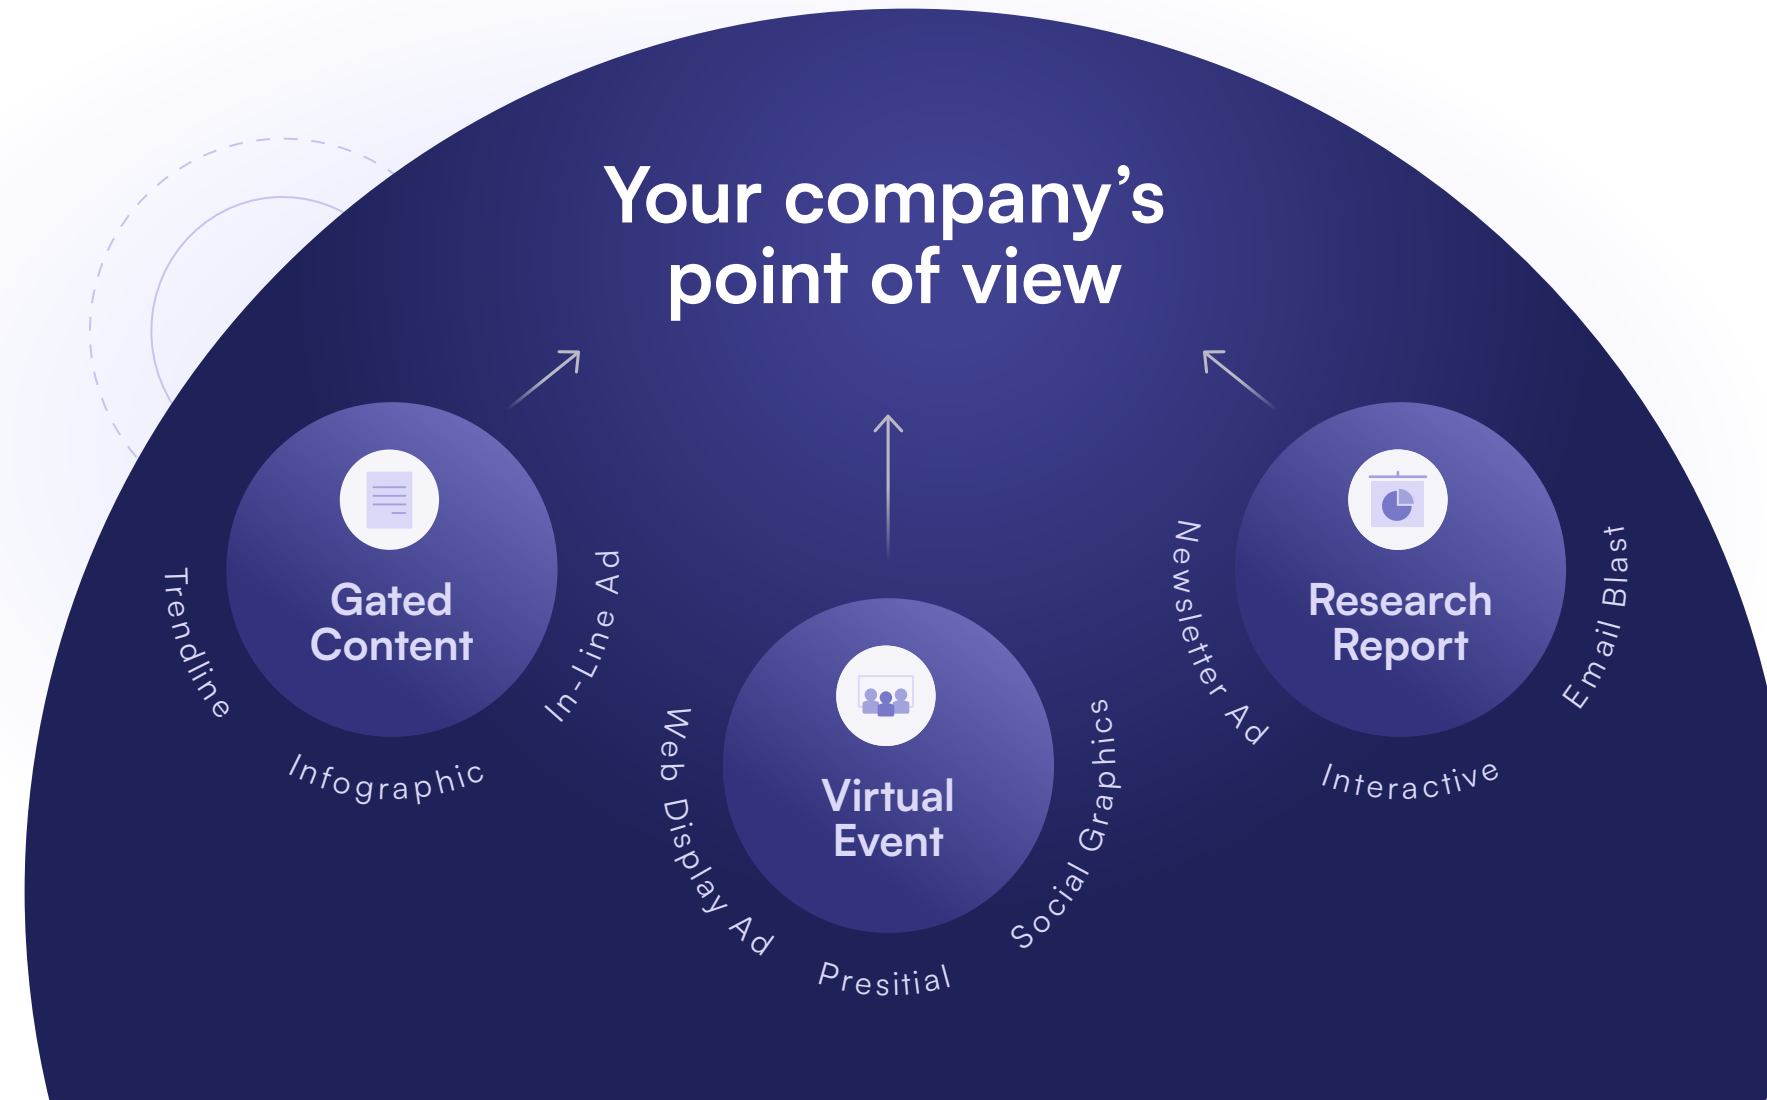 Your company’s
point of view
Gated
Content
Trendline
Infographic
In-Line Ad
Virtual
Event
Web Display Ad
Presitial
Social Graphics
Research
Report
Newsletter Ad
Interactive
Email Blast